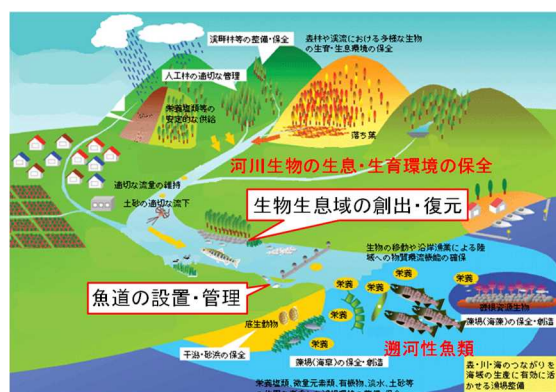 渓畔林等の整備・保全
森林や渓流における多様な生物
の生育・生息環境の保全
人工林の適切な管理
栄養塩類等の
安定的な供給
落ち葉
河川生物の生息・生育環境の保全
適切な流量の維持
土砂の適切な流下
生物生息域の創出・復元
生物の移動や沿岸漁業による陸
域への物質還流機能の確保
魚道の設置・管理
栄養
栄養
栄養
栄養
栄養
栄養
底生動物
藻場(海藻)の保全・創造
遡河性魚類
干潟・砂浜の保全
藻場(海草)の保全・創造
森・川・海のつながりを
海域の生産に有効に活
かせる漁場整備
栄養塩類、微量元素類、有機物、淡水、土砂等